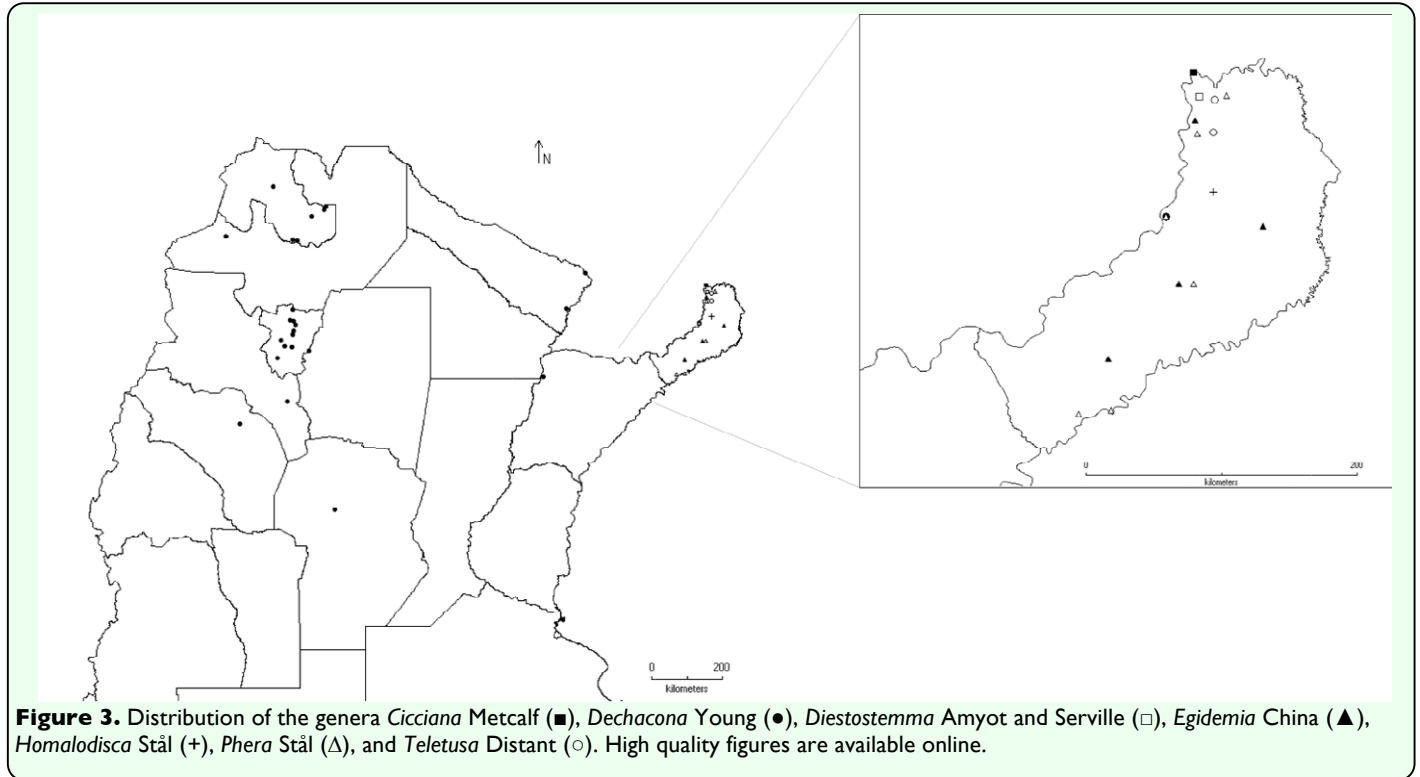 N
0 200
kilometers
0 200
kilometers
Figure 3. Distribution of the genera Cicciana Metcalf (■), Dechacona Young (●), Diestostemma Amyot and Serville (□), Egidemia China (▲),
Homalodisca Stål (+), Phera Stål (Δ), and Teletusa Distant (○). High quality figures are available online.